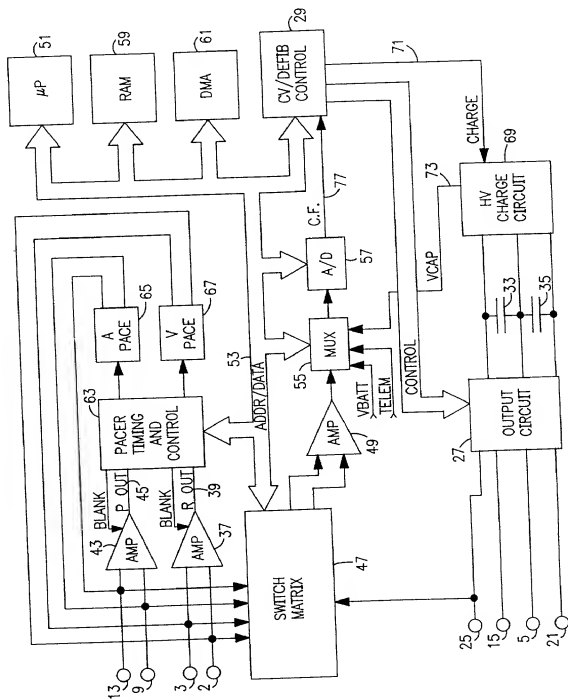 51
μP
59
RAM
61
DMA
29
CV/DEFIB
CONTROL
71
CHARGE
69
HV
CHARGE
CIRCUIT
73
VCAP
33
35
77
C.F.
A/D
57
MUX
55
VBATT
TELEM
CONTROL
OUTPUT
CIRCUIT
27
AMP
49
53
ADDR/DATA
65
A
PACE
67
V
PACE
63
PACER
TIMING
AND
CONTROL
BLANK
P OUT
45
43
AMP
BLANK
R OUT
39
AMP
37
SWITCH
MATRIX
47
13
9
3
2
25
15
5
21